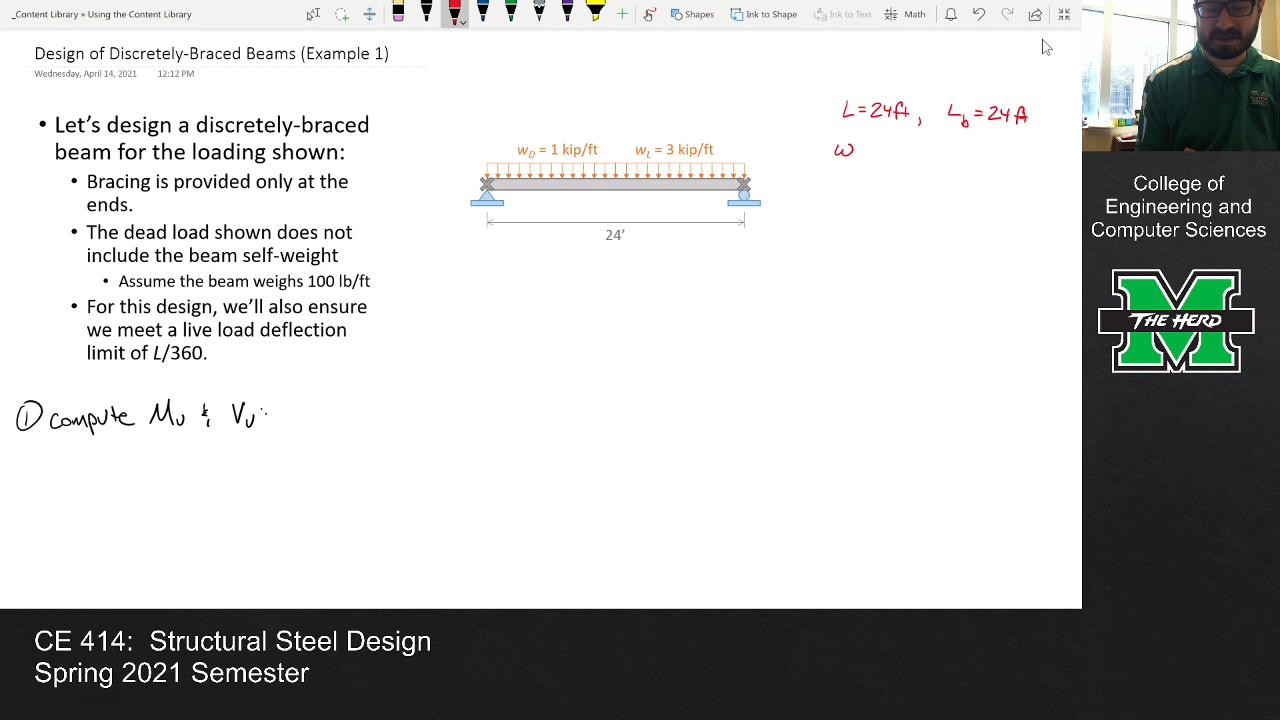 _Content Library » Using the Content Library
Shapes
Ink to Shape
Ink to Text
Math
Design of Discretely-Braced Beams (Example 1)
Wednesday, April 14, 2021 12:12 PM
• Let's design a discretely-braced
beam for the loading shown:
• Bracing is provided only at the
ends.
• The dead load shown does not
include the beam self-weight
• Assume the beam weighs 100 lb/ft
• For this design, we'll also ensure
we meet a live load deflection
limit of L/360.
w_D = 1 kip/ft w_L = 3 kip/ft
24'
L=24ft, L_b=24ft
w
① compute M_U & V_U
College of
Engineering and
Computer Sciences
M
THE HERD
CE 414: Structural Steel Design
Spring 2021 Semester